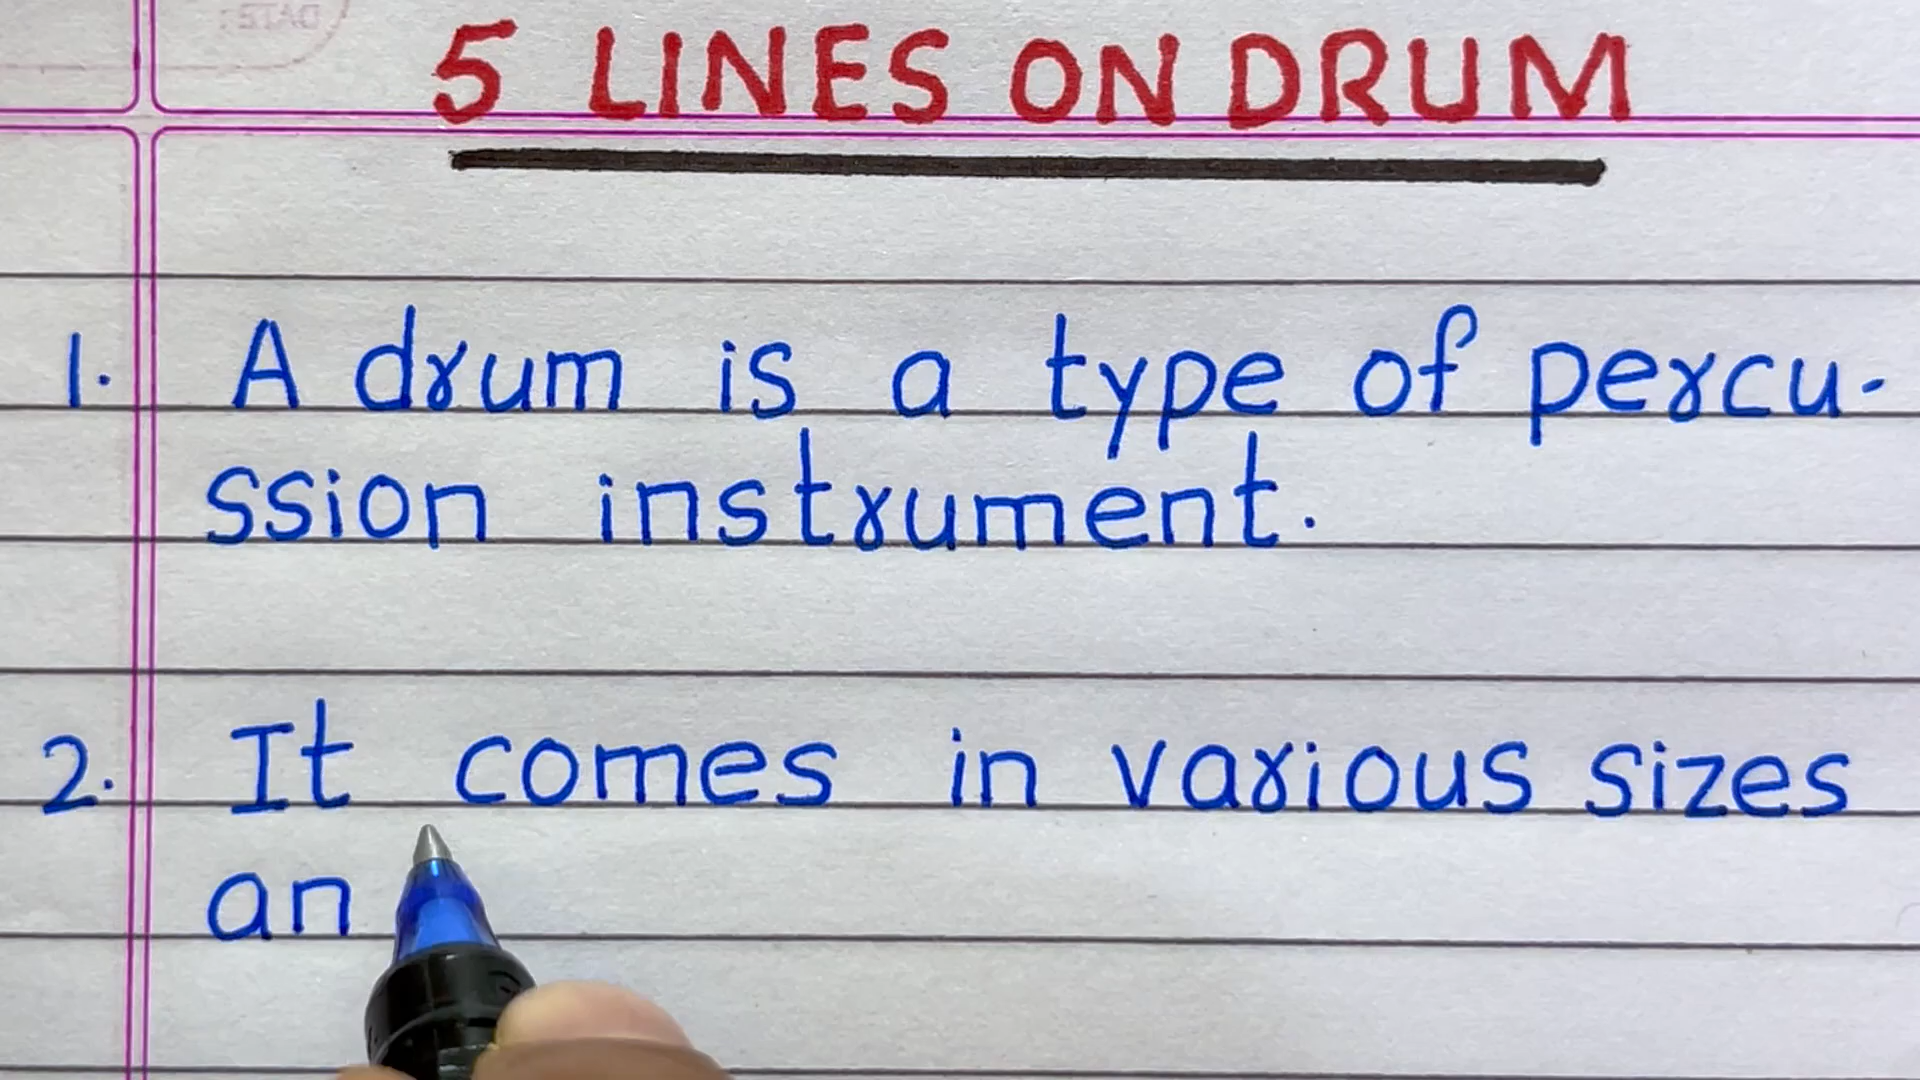 DATE:
5 LINES ON DRUM
1. A drum is a type of percu-
ssion instrument.
2. It comes in various sizes
an